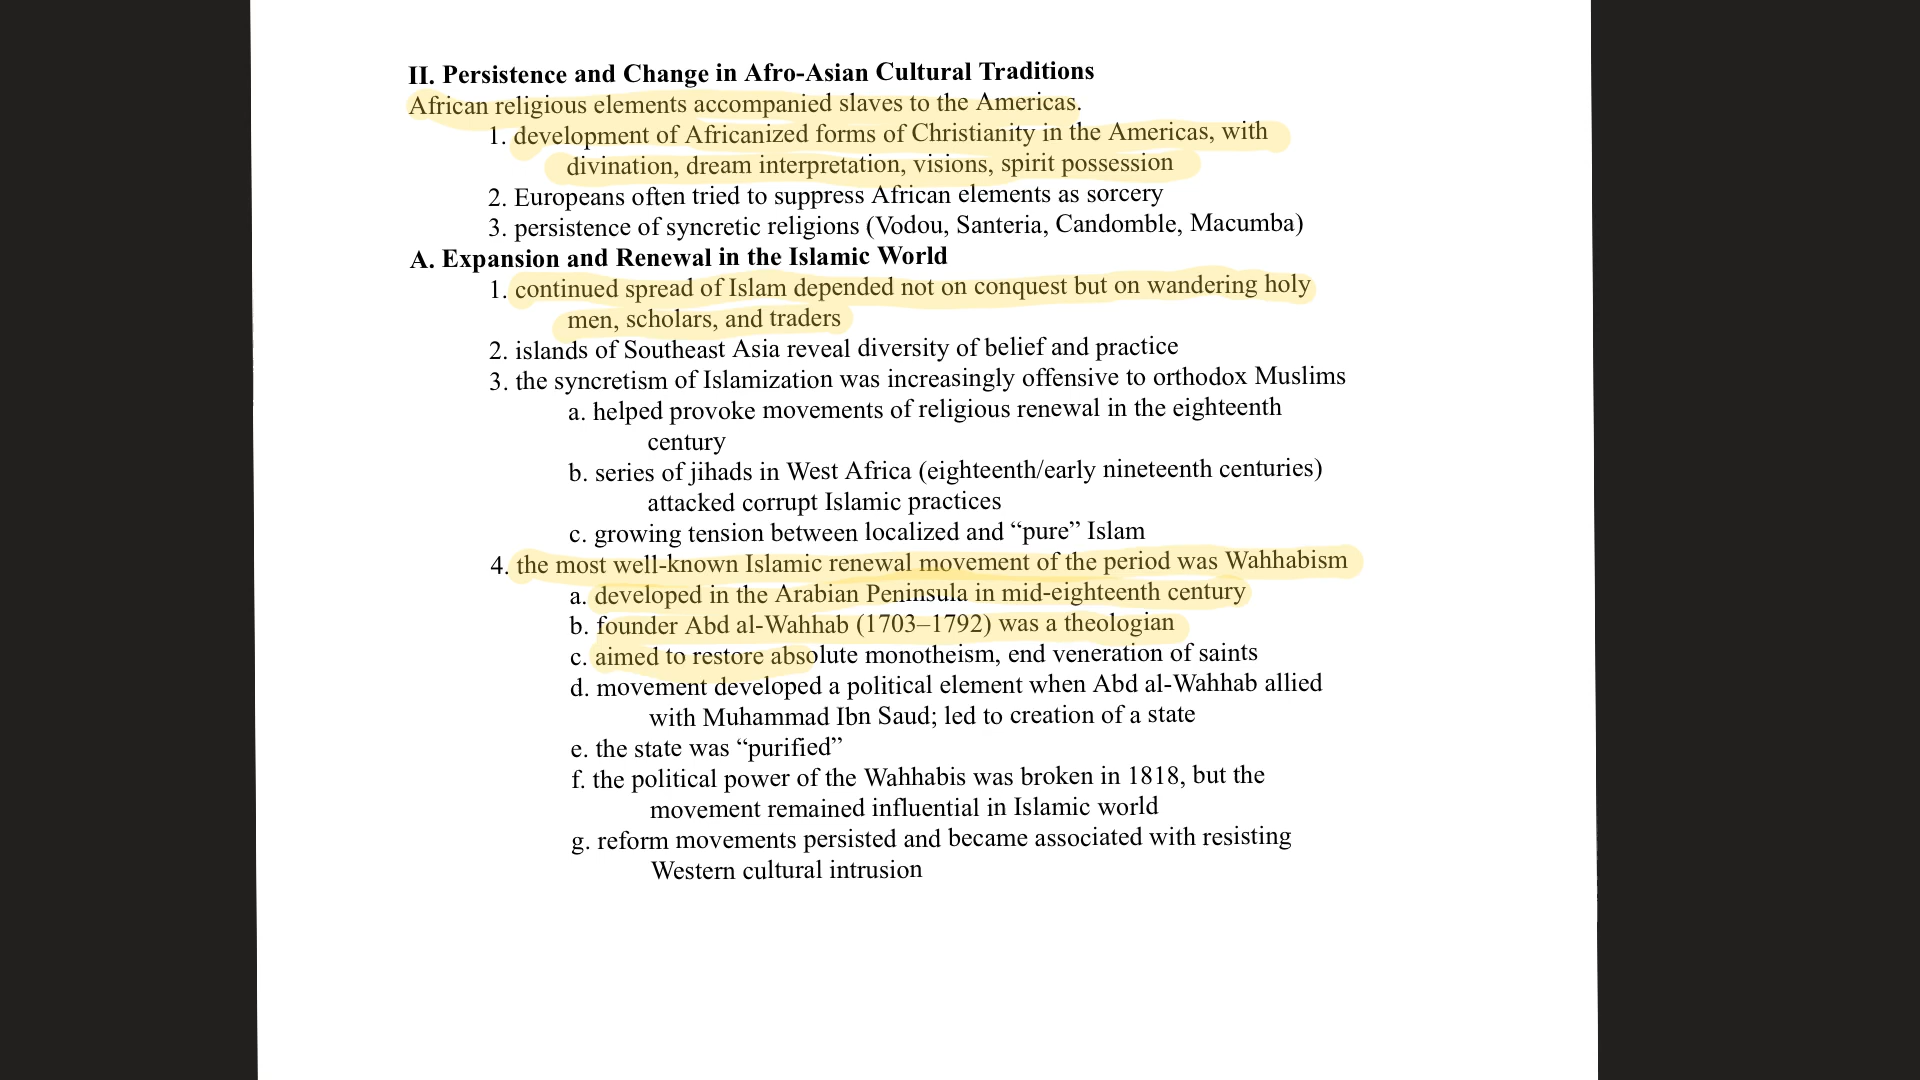 II. Persistence and Change in Afro-Asian Cultural Traditions
African religious elements accompanied slaves to the Americas.
1. development of Africanized forms of Christianity in the Americas, with
divination, dream interpretation, visions, spirit possession
2. Europeans often tried to suppress African elements as sorcery
3. persistence of syncretic religions (Vodou, Santeria, Candomble, Macumba)
A. Expansion and Renewal in the Islamic World
1. continued spread of Islam depended not on conquest but on wandering holy
men, scholars, and traders
2. islands of Southeast Asia reveal diversity of belief and practice
3. the syncretism of Islamization was increasingly offensive to orthodox Muslims
a. helped provoke movements of religious renewal in the eighteenth
century
b. series of jihads in West Africa (eighteenth/early nineteenth centuries)
attacked corrupt Islamic practices
c. growing tension between localized and “pure” Islam
4. the most well-known Islamic renewal movement of the period was Wahhabism
a. developed in the Arabian Peninsula in mid-eighteenth century
b. founder Abd al-Wahhab (1703–1792) was a theologian
c. aimed to restore absolute monotheism, end veneration of saints
d. movement developed a political element when Abd al-Wahhab allied
with Muhammad Ibn Saud; led to creation of a state
e. the state was “purified”
f. the political power of the Wahhabis was broken in 1818, but the
movement remained influential in Islamic world
g. reform movements persisted and became associated with resisting
Western cultural intrusion